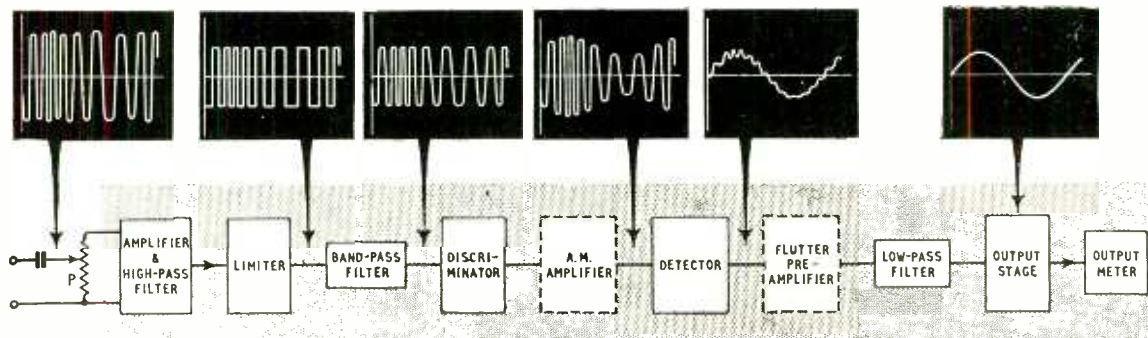 P
AMPLIFIER
&
HIGH-PASS
FILTER
LIMITER
BAND-PASS
FILTER
DISCRI-
MINATOR
A.M.
AMPLIFIER
DETECTOR
FLUTTER
PRE-
AMPLIFIER
LOW-PASS
FILTER
OUTPUT
STAGE
OUTPUT
METER